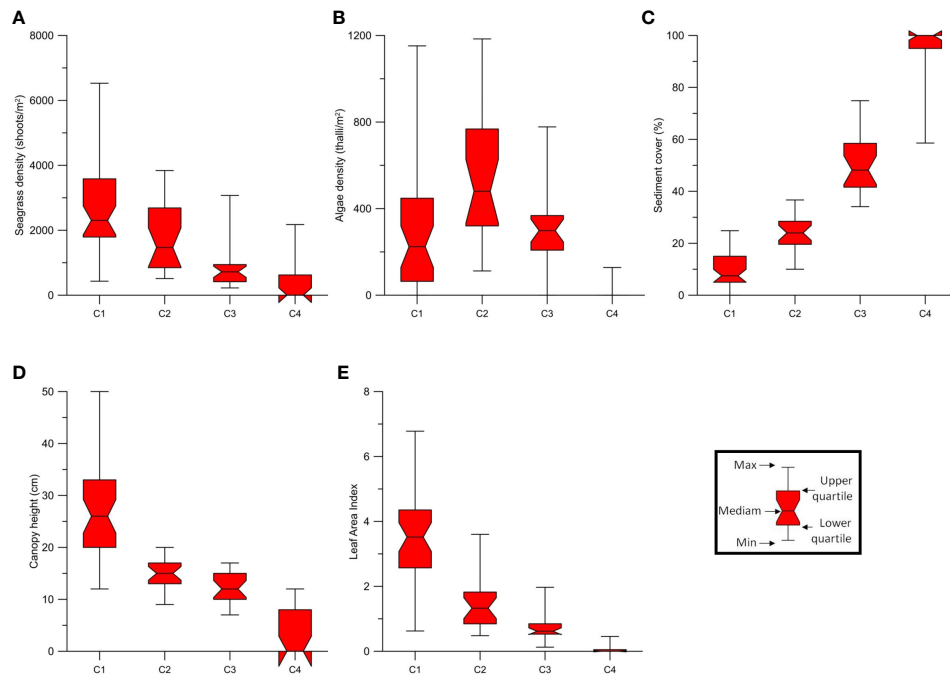 A
Seagrass density (shoots/m²)
8000
6000
4000
2000
0
C1 C2 C3 C4
B
Algae density (thalli/m²)
1200
800
400
0
C1 C2 C3 C4
C
Sediment cover (%)
100
80
60
40
20
0
C1 C2 C3 C4
D
Canopy height (cm)
50
40
30
20
10
0
C1 C2 C3 C4
E
Leaf Area Index
8
6
4
2
0
C1 C2 C3 C4
Max
Upper
quartile
Mediam
Lower
quartile
Min